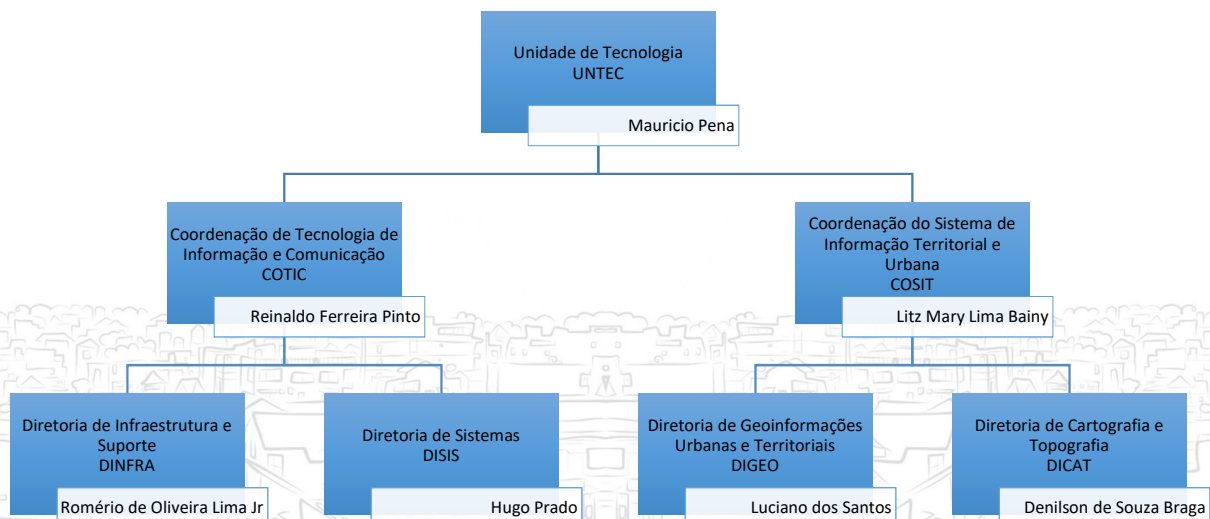 Unidade de Tecnologia
UNTEC
Mauricio Pena
Coordenação de Tecnologia de
Informação e Comunicação
COTIC
Reinaldo Ferreira Pinto
Coordenação do Sistema de
Informação Territorial e
Urbana
COSIT
Litz Mary Lima Bainy
Diretoria de Infraestrutura e
Suporte
DINFRA
Romério de Oliveira Lima Jr
Diretoria de Sistemas
DISIS
Hugo Prado
Diretoria de Geoinformações
Urbanas e Territoriais
DIGEO
Luciano dos Santos
Diretoria de Cartografia e
Topografia
DICAT
Denilson de Souza Braga